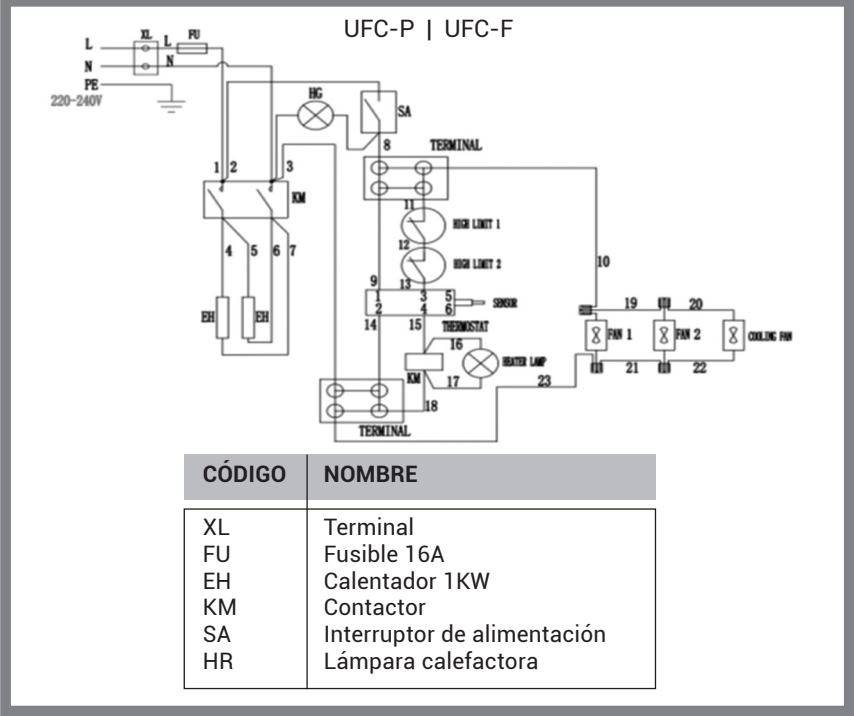 UFC-P | UFC-F
XL
L
L
FU
N
N
PE
220-240V
HG
SA
8
TERMINAL
1
2
3
KM
11
HIGH LIMIT 1
12
4
5
6
7
HIGH LIMIT 2
10
13
9
1
3
5
SENSOR
2
4
6
19
20
EH
EH
14
15
THERMOSTAT
FAN 1
FAN 2
COOLING FAN
16
HEATER LAMP
KM
17
23
21
22
18
TERMINAL
CÓDIGO NOMBRE
XL Terminal
FU Fusible 16A
EH Calentador 1KW
KM Contactor
SA Interruptor de alimentación
HR Lámpara calefactora